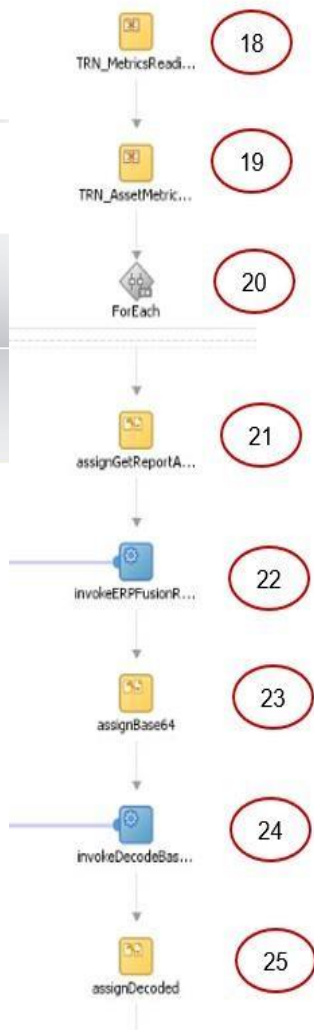 TRN_MetricsReadi... 18
TRN_AssetMetric... 19
ForEach 20
assignGetReportA... 21
invokeERPFusionR... 22
assignBase64 23
invokeDecodeBas... 24
assignDecoded 25